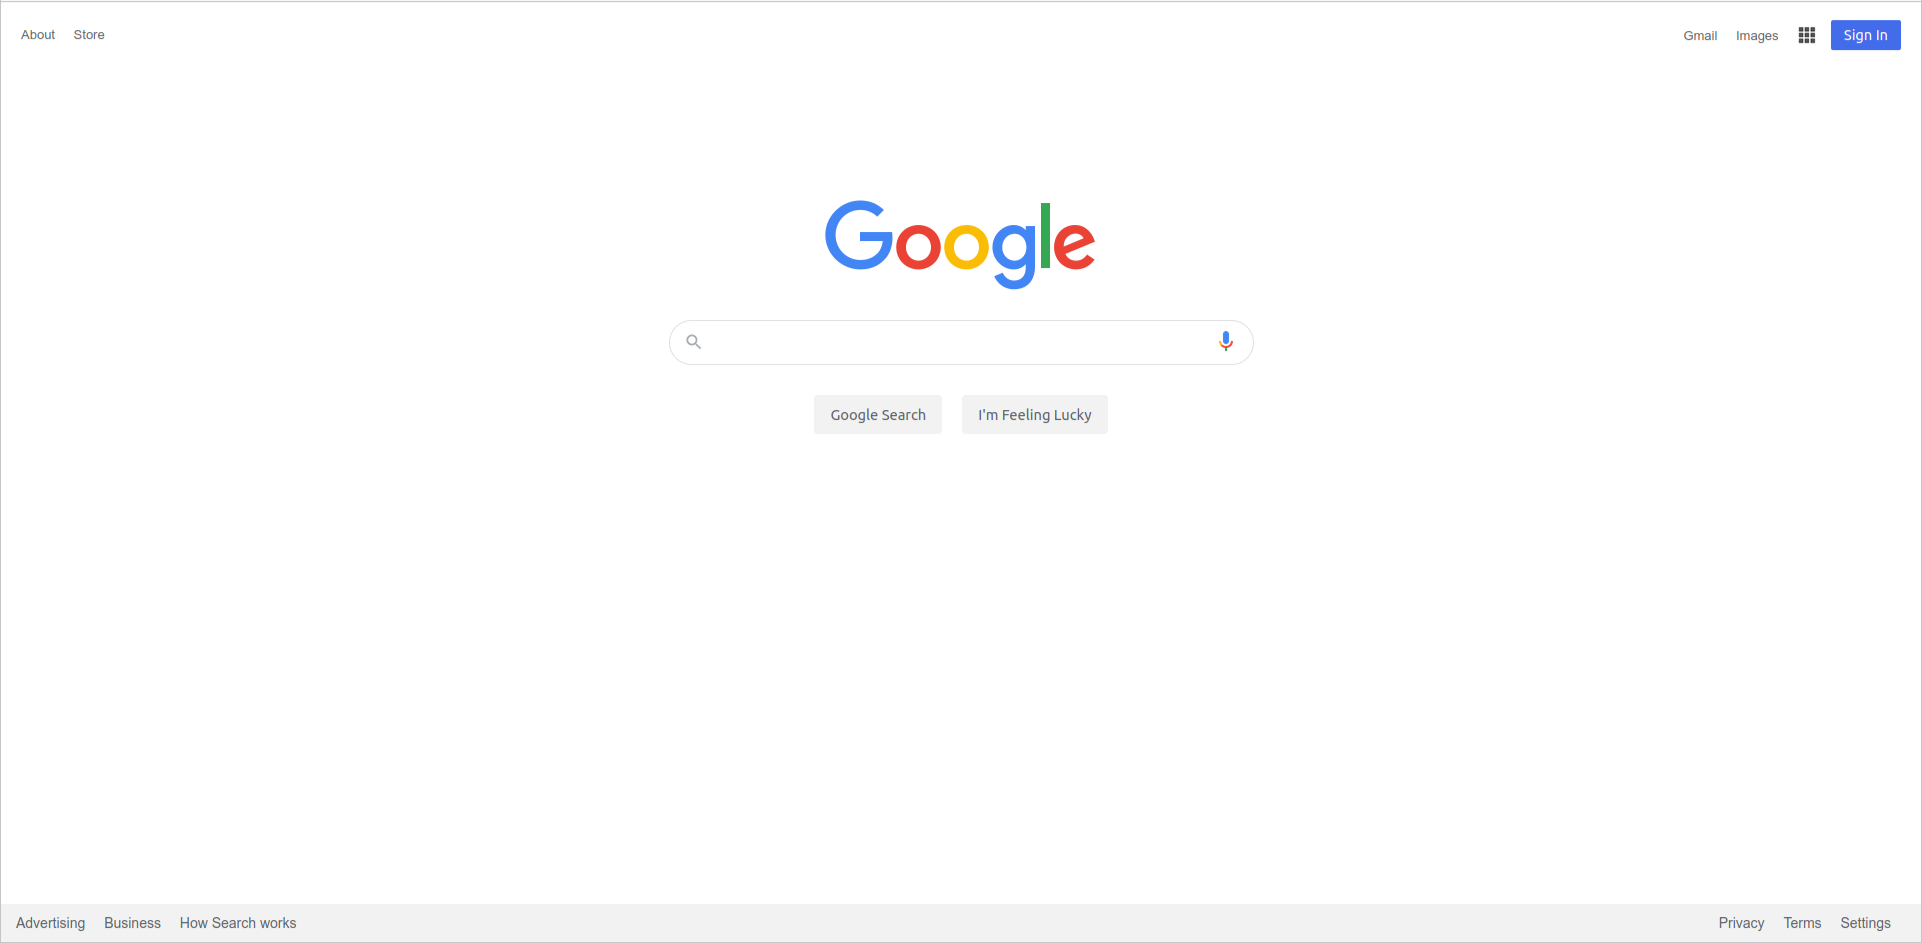 About Store Gmail Images Sign In
Google
Google Search I'm Feeling Lucky
Advertising Business How Search works Privacy Terms Settings